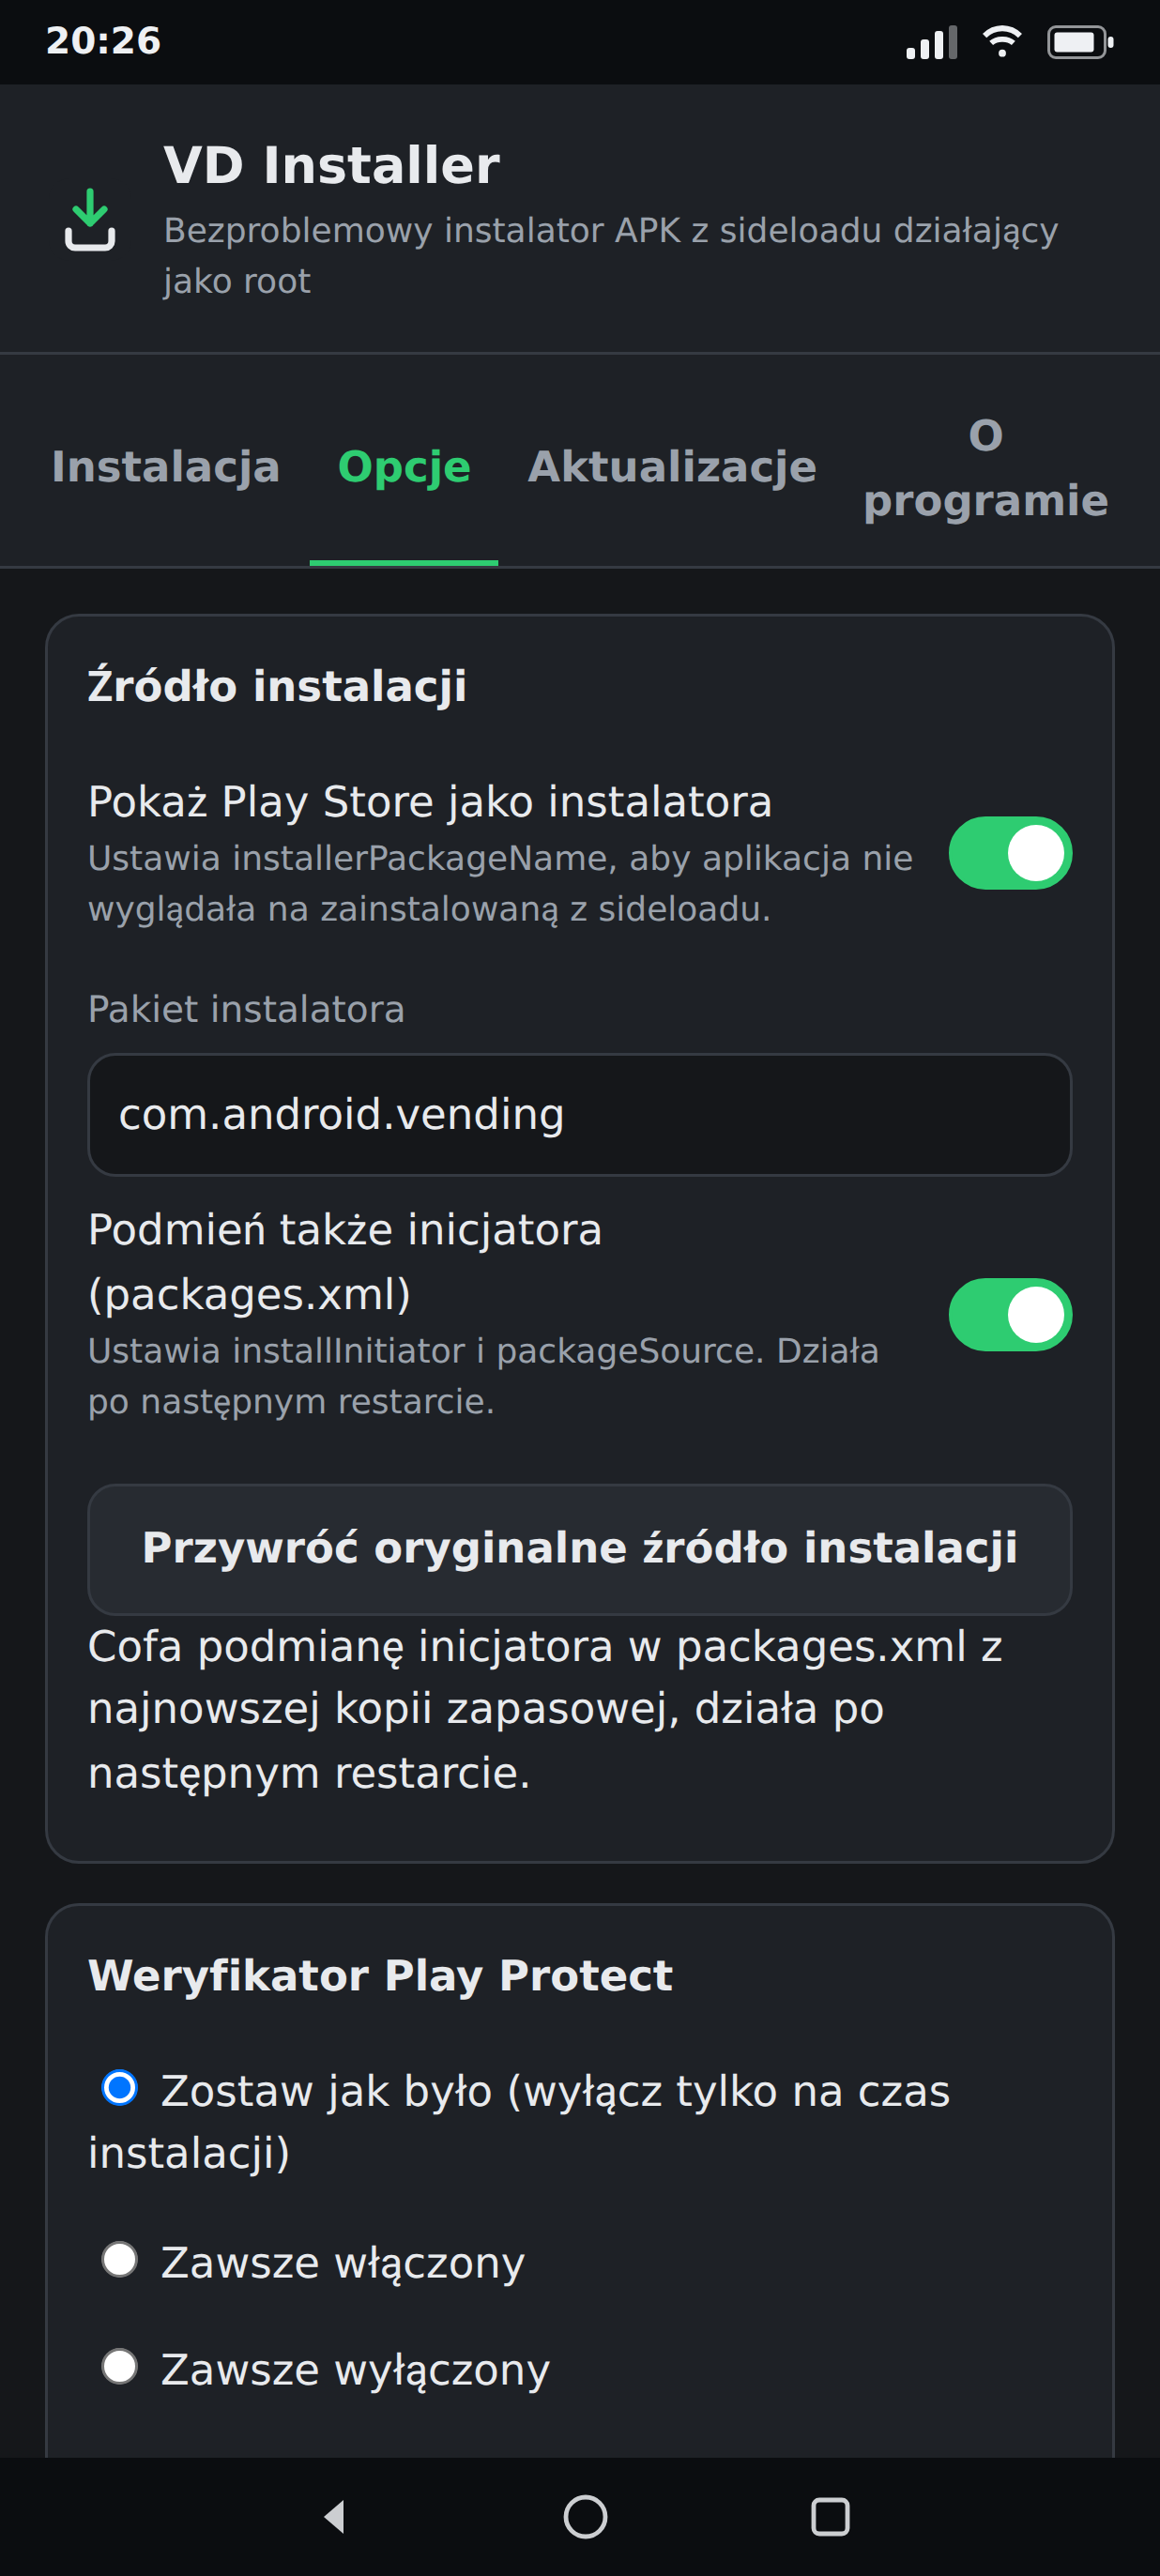 20:26
VD Installer
Bezproblemowy instalator APK z sideloadu działający
jako root
Instalacja
Opcje
Aktualizacje
O
programie
Źródło instalacji
Pokaż Play Store jako instalatora
Ustawia installerPackageName, aby aplikacja nie
wyglądała na zainstalowaną z sideloadu.
Pakiet instalatora
com.android.vending
Podmień także inicjatora
(packages.xml)
Ustawia installInitiator i packageSource. Działa
po następnym restarcie.
Przywróć oryginalne źródło instalacji
Cofa podmianę inicjatora w packages.xml z
najnowszej kopii zapasowej, działa po
następnym restarcie.
Weryfikator Play Protect
Zostaw jak było (wyłącz tylko na czas
instalacji)
Zawsze włączony
Zawsze wyłączony